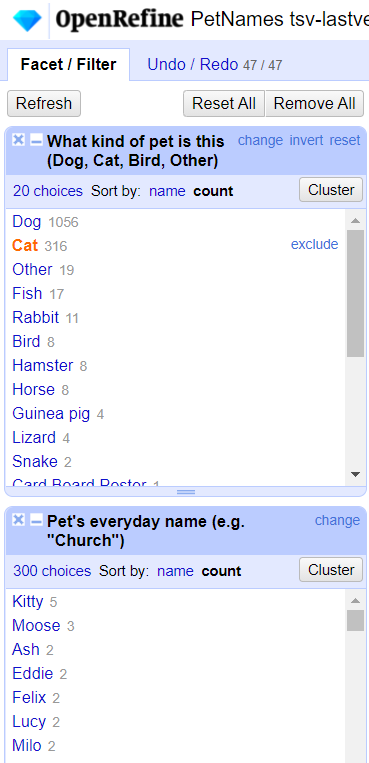 OpenRefine PetNames tsv-lastve
Facet / Filter Undo / Redo 47 / 47
Refresh Reset All Remove All
What kind of pet is this change invert reset
(Dog, Cat, Bird, Other)
20 choices Sort by: name count Cluster
Dog 1056
Cat 316 exclude
Other 19
Fish 17
Rabbit 11
Bird 8
Hamster 8
Horse 8
Guinea pig 4
Lizard 4
Snake 2
Card Board Poster 1
Pet's everyday name (e.g. change
"Church")
300 choices Sort by: name count Cluster
Kitty 5
Moose 3
Ash 2
Eddie 2
Felix 2
Lucy 2
Milo 2